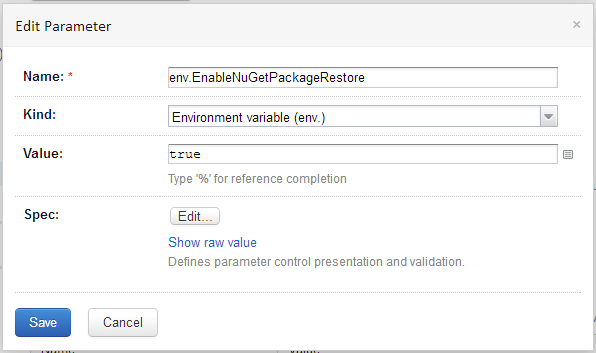 Edit Parameter ×
Name: * env.EnableNuGetPackageRestore
Kind: Environment variable (env.)
Value: true
Type '%' for reference completion
Spec: Edit...
Show raw value
Defines parameter control presentation and validation.
Save Cancel